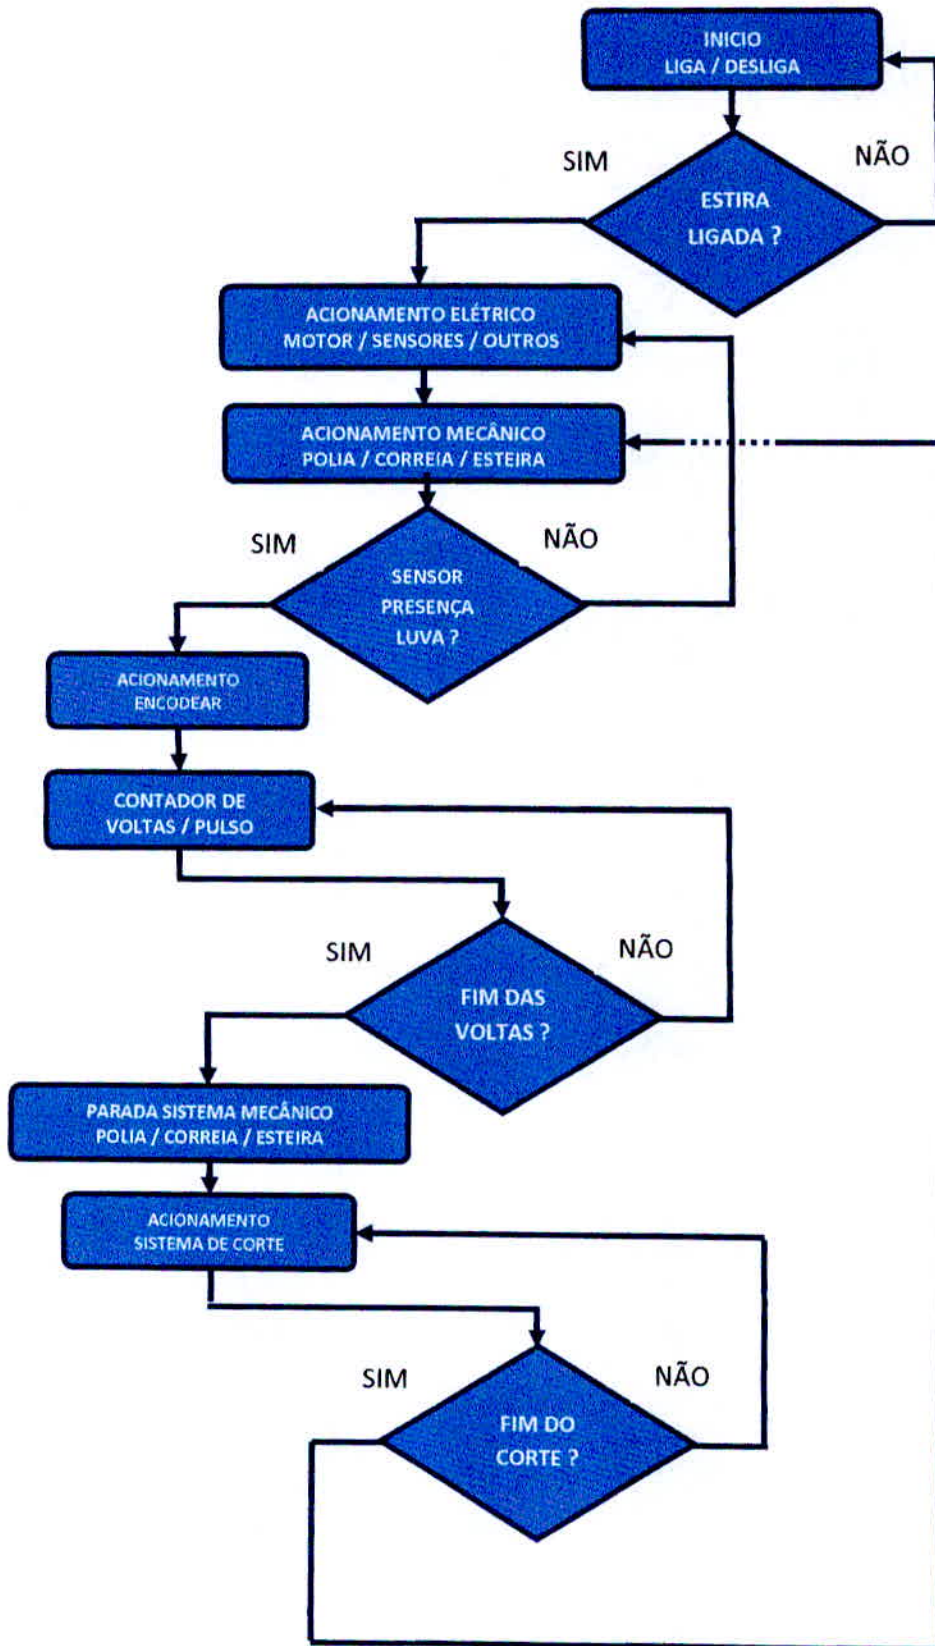 INICIO
LIGA / DESLIGA
SIM
NÃO
ESTIRA
LIGADA ?
ACIONAMENTO ELÉTRICO
MOTOR / SENSORES / OUTROS
ACIONAMENTO MECÂNICO
POLIA / CORREIA / ESTEIRA
SIM
NÃO
SENSOR
PRESENÇA
LUVA ?
ACIONAMENTO
ENCODEAR
CONTADOR DE
VOLTAS / PULSO
SIM
NÃO
FIM DAS
VOLTAS ?
PARADA SISTEMA MECÂNICO
POLIA / CORREIA / ESTEIRA
ACIONAMENTO
SISTEMA DE CORTE
SIM
NÃO
FIM DO
CORTE ?